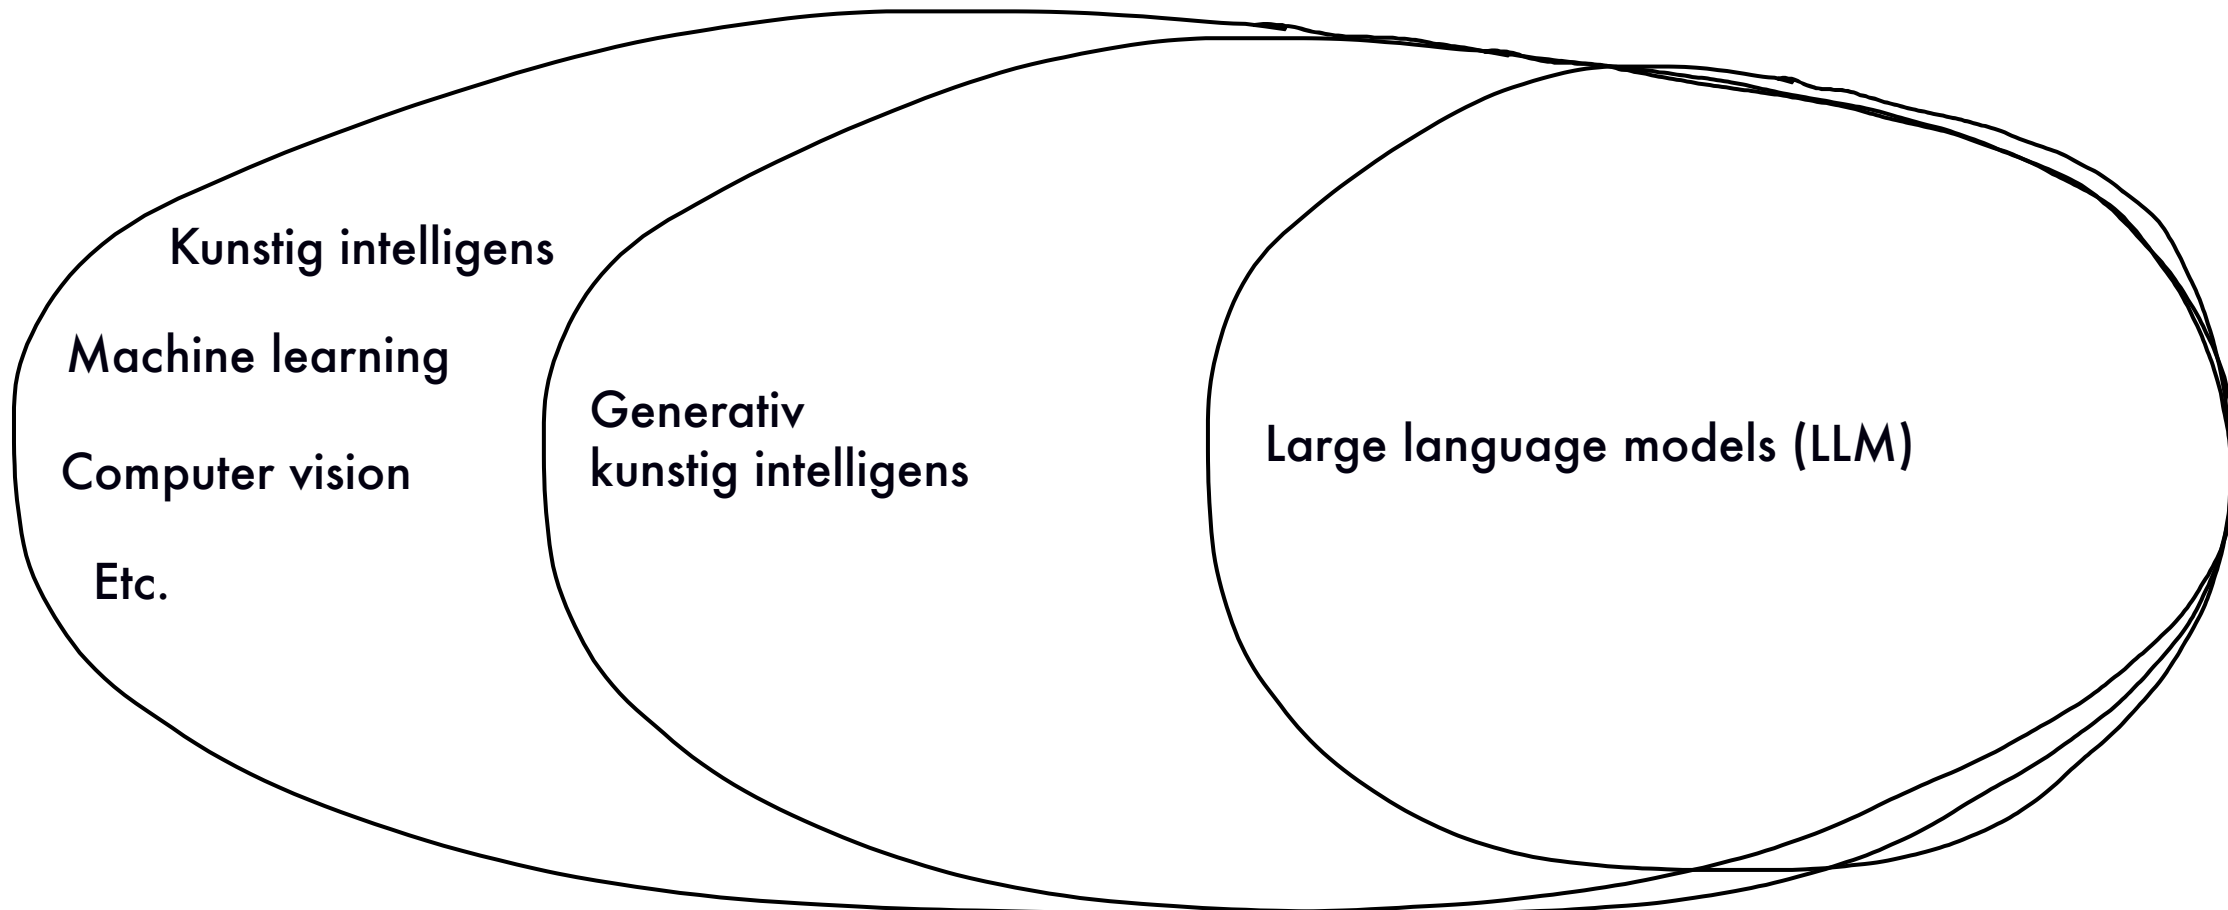 Kunstig intelligens
Machine learning
Computer vision
Etc.
Generativ
kunstig intelligens
Large language models (LLM)